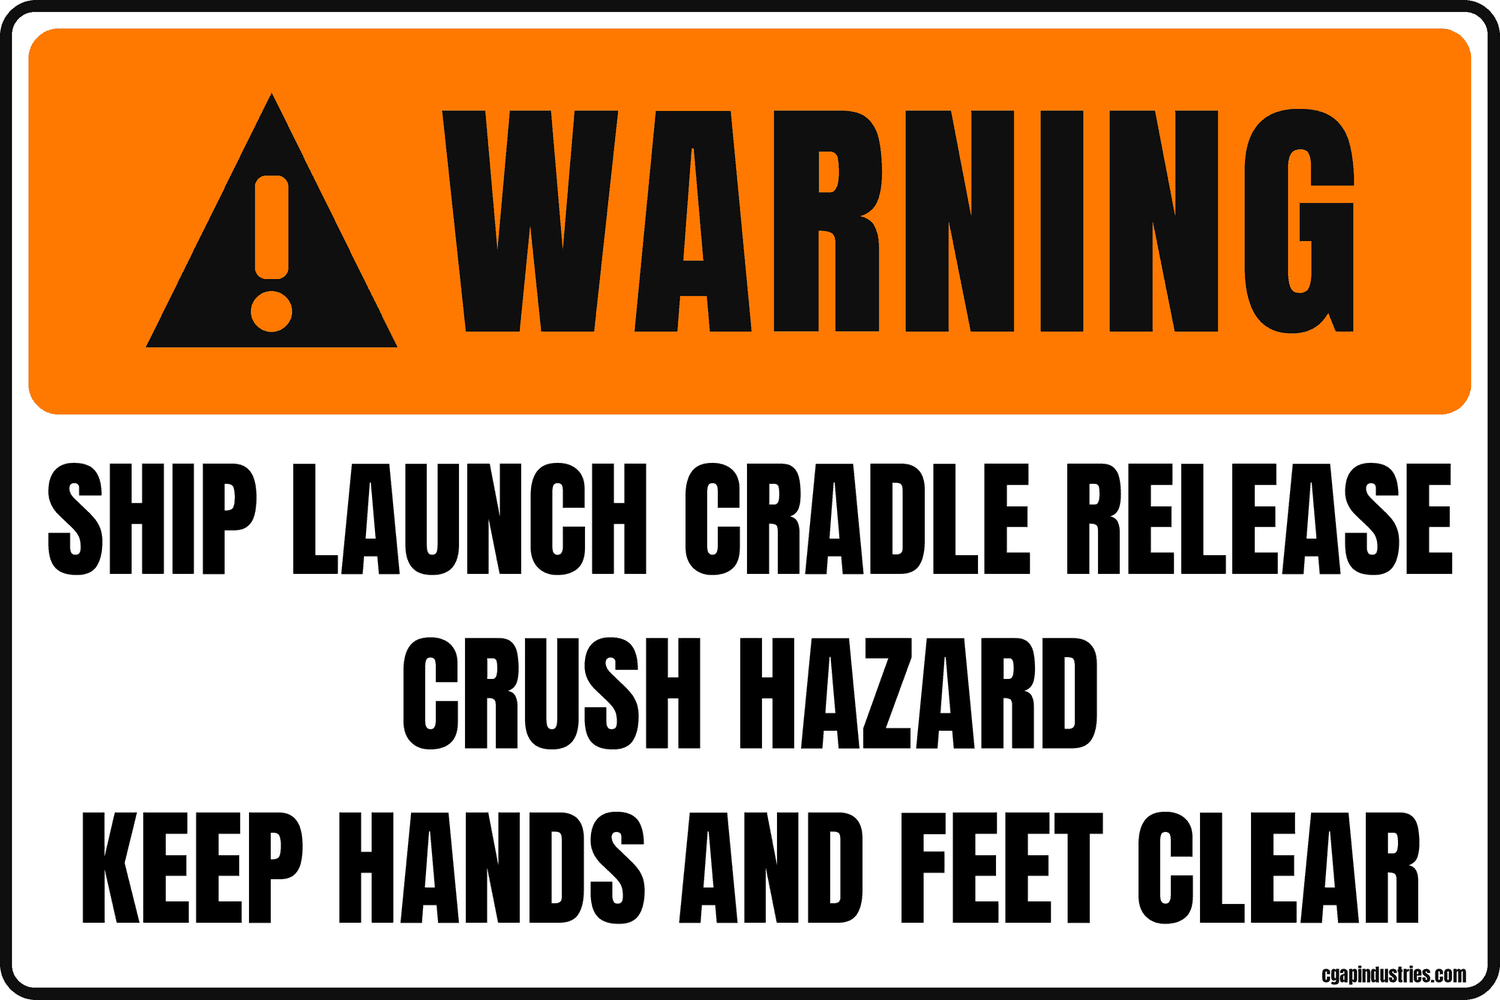 WARNING
SHIP LAUNCH CRADLE RELEASE
CRUSH HAZARD
KEEP HANDS AND FEET CLEAR
cgapindustries.com